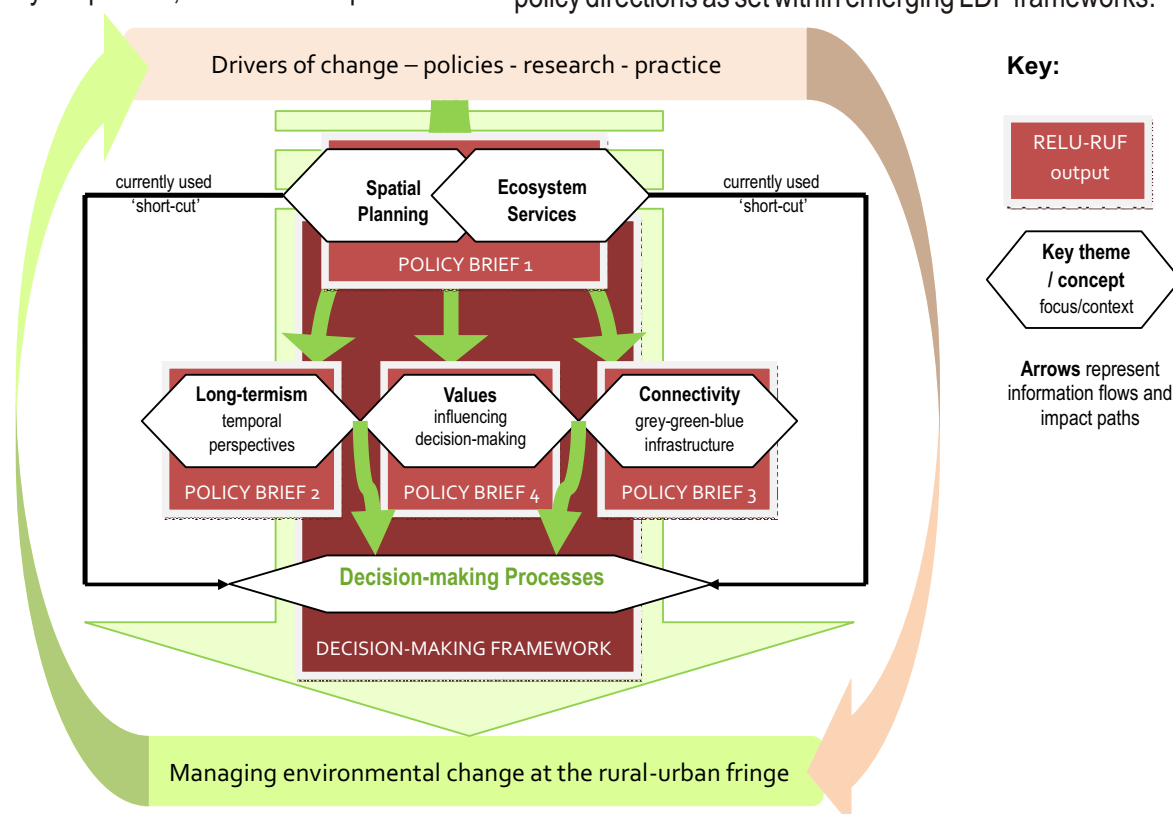 policy directions as set within emerging LDF frameworks.
Drivers of change – policies - research - practice
Key:
RELU-RUF
output
currently used
'short-cut'
Spatial
Planning
Ecosystem
Services
currently used
'short-cut'
POLICY BRIEF 1
Key theme
/ concept
focus/context
Long-termism
temporal
perspectives
Values
influencing
decision-making
Connectivity
grey-green-blue
infrastructure
Arrows represent
information flows and
impact paths
POLICY BRIEF 2
POLICY BRIEF 4
POLICY BRIEF 3
Decision-making Processes
DECISION-MAKING FRAMEWORK
Managing environmental change at the rural-urban fringe